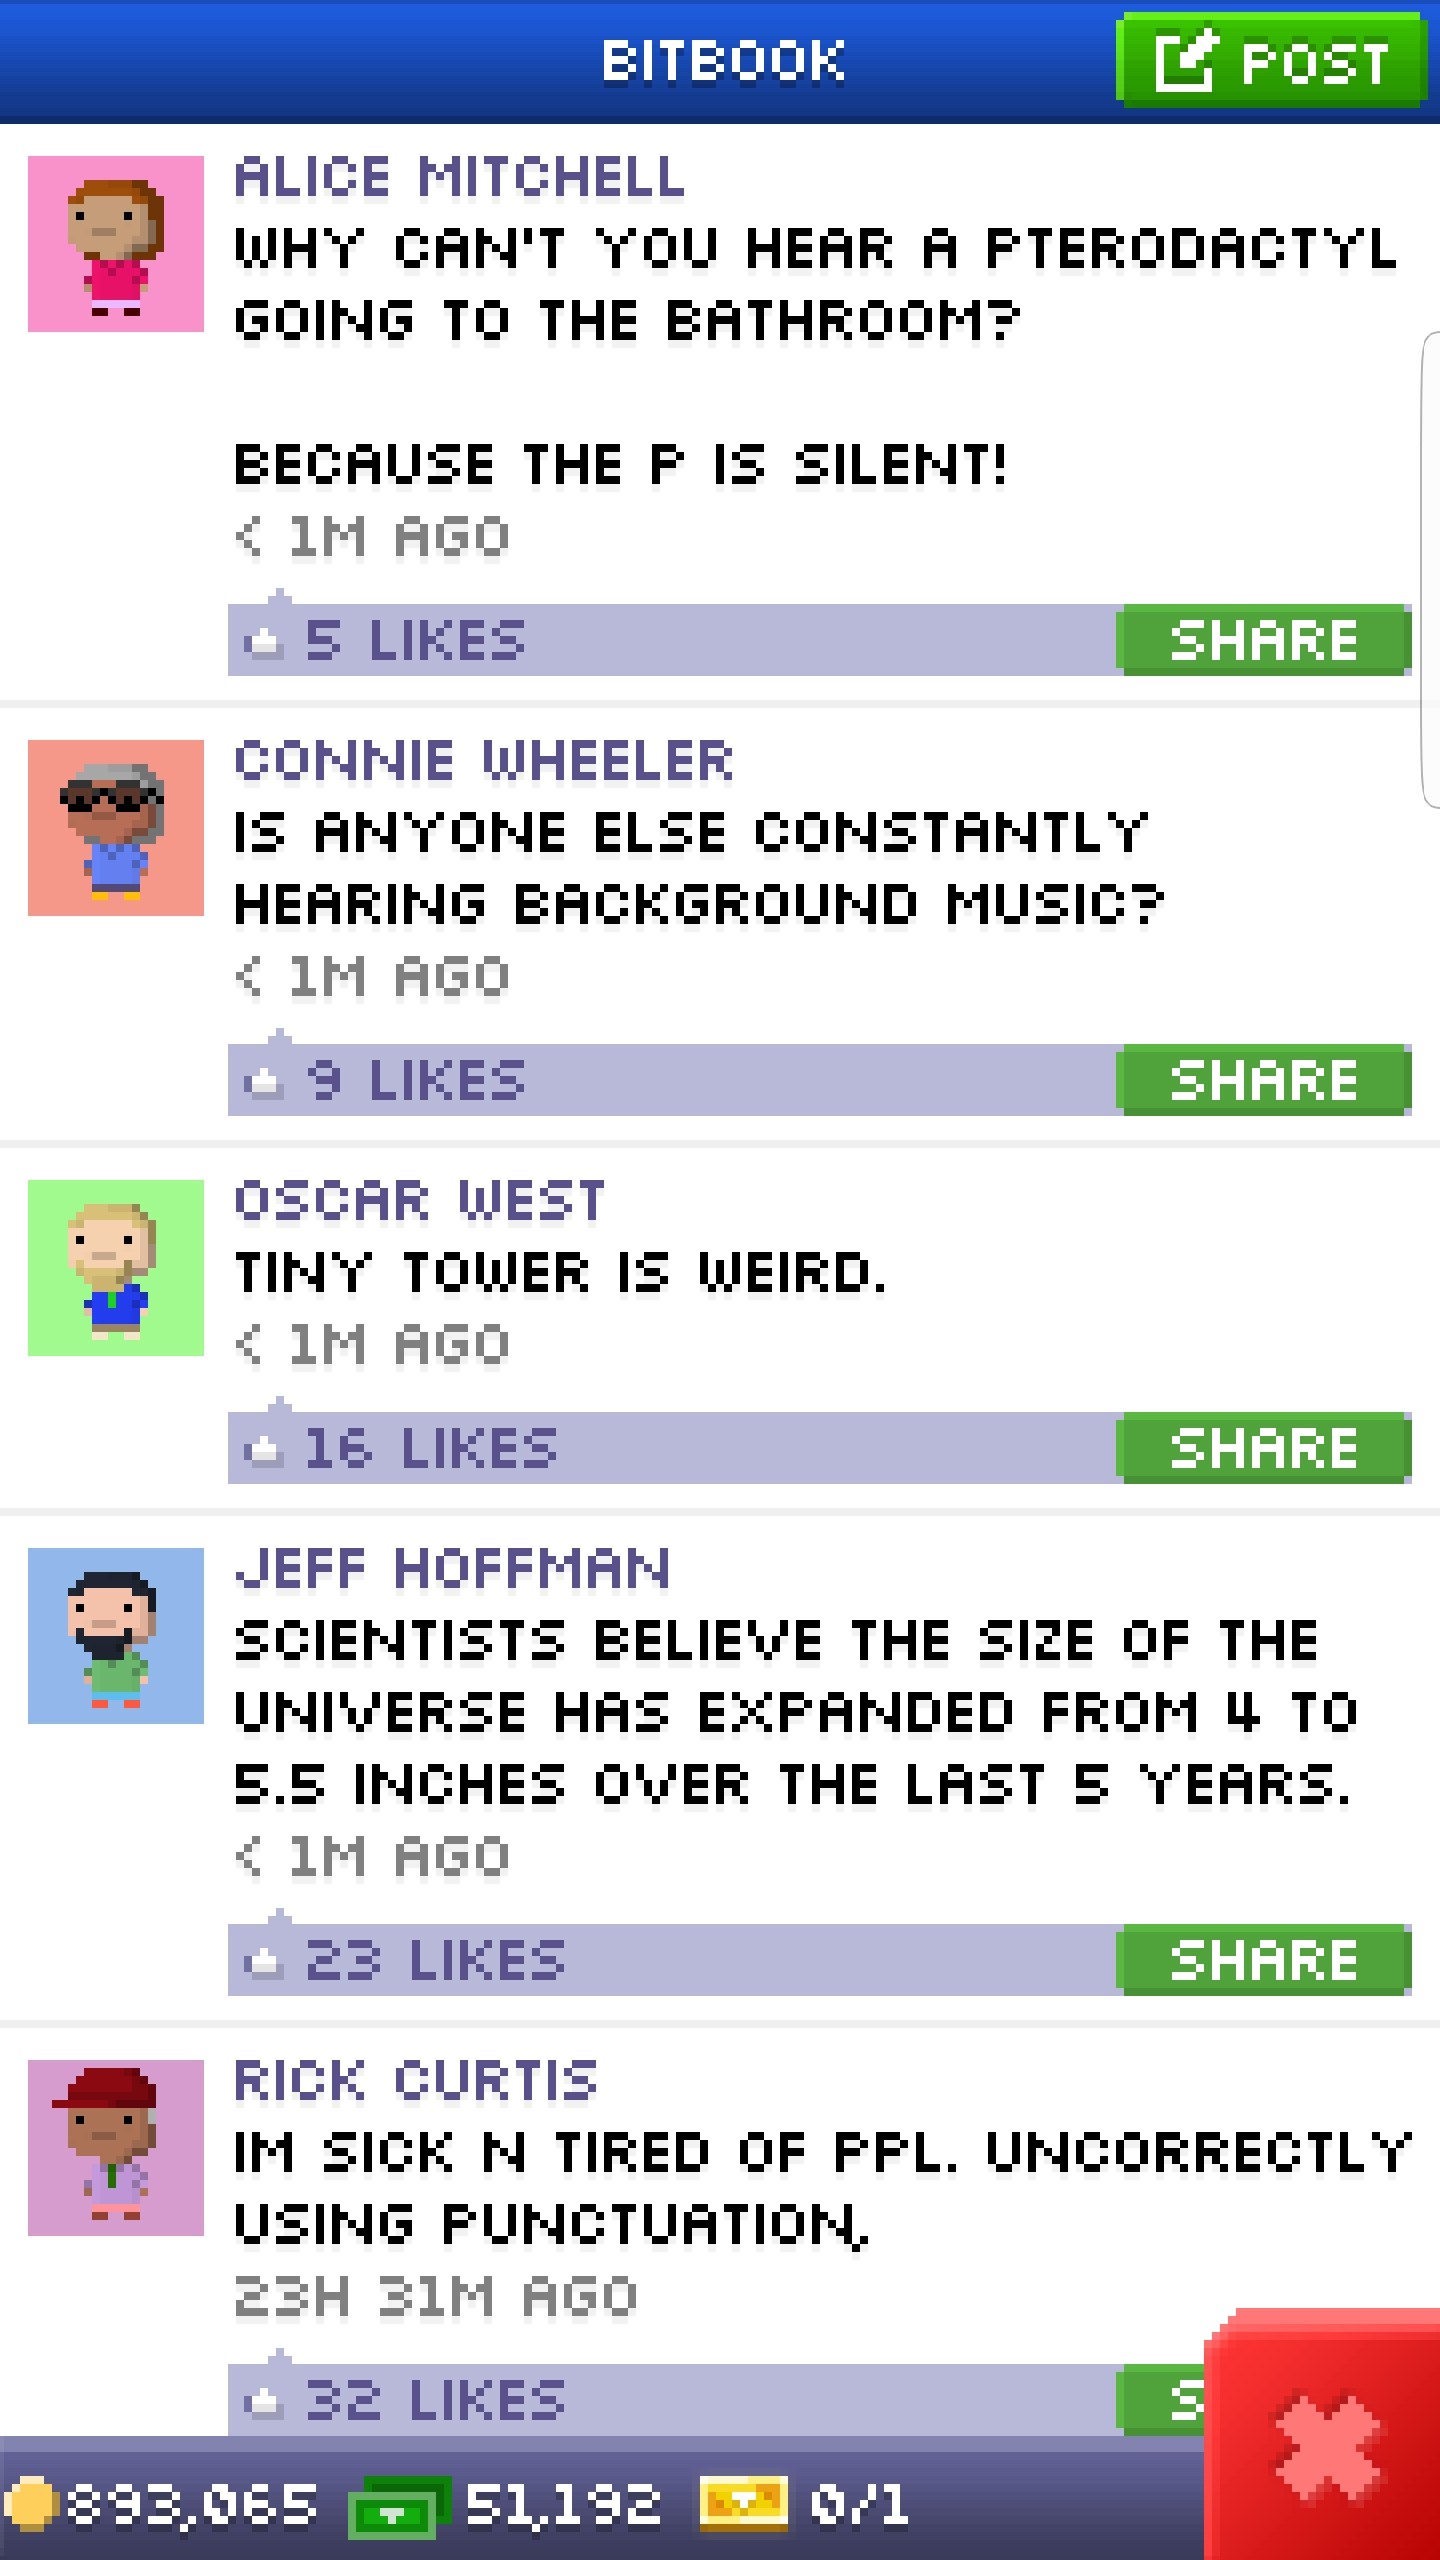 BITBOOK
POST
ALICE MITCHELL
WHY CAN'T YOU HEAR A PTERODACTYL
GOING TO THE BATHROOM?
BECAUSE THE P IS SILENT!
< 1M AGO
5 LIKES
SHARE
CONNIE WHEELER
IS ANYONE ELSE CONSTANTLY
HEARING BACKGROUND MUSIC?
< 1M AGO
9 LIKES
SHARE
OSCAR WEST
TINY TOWER IS WEIRD.
< 1M AGO
16 LIKES
SHARE
JEFF HOFFMAN
SCIENTISTS BELIEVE THE SIZE OF THE
UNIVERSE HAS EXPANDED FROM 4 TO
5.5 INCHES OVER THE LAST 5 YEARS.
< 1M AGO
23 LIKES
SHARE
RICK CURTIS
IM SICK N TIRED OF PPL. UNCORRECTLY
USING PUNCTUATION,
23H 31M AGO
32 LIKES
S
893,065
51,192
0/1